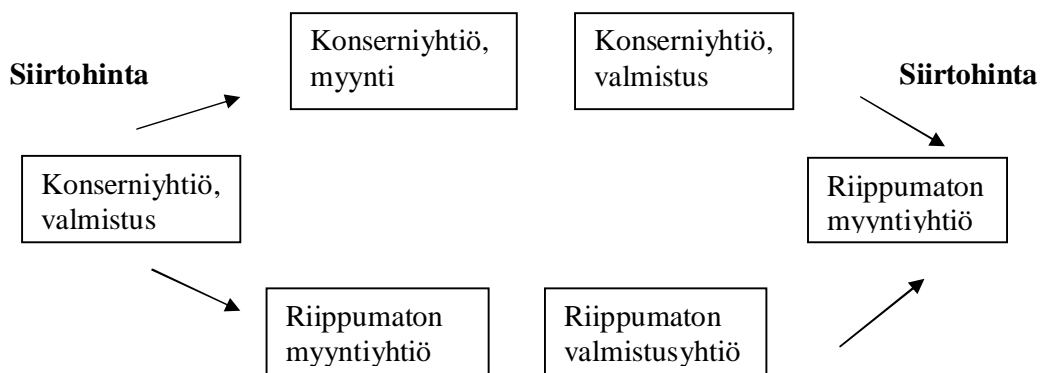 Konserniyhtiö,
myynti
Konserniyhtiö,
valmistus
Siirtohinta
Siirtohinta
Konserniyhtiö,
valmistus
Riippumaton
myyntiyhtiö
Riippumaton
myyntiyhtiö
Riippumaton
valmistusyhtiö